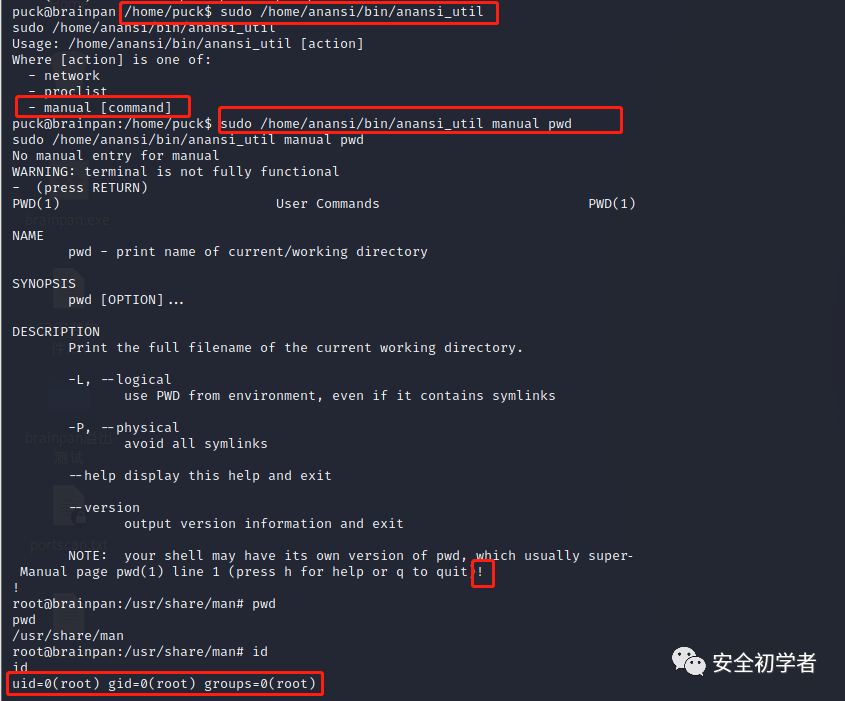 puck@brainpan:/home/puck$ sudo /home/anansi/bin/anansi_util
sudo /home/anansi/bin/anansi_util
Usage: /home/anansi/bin/anansi_util [action]
Where [action] is one of:
  - network
  - proclist
  - manual [command]
puck@brainpan:/home/puck$ sudo /home/anansi/bin/anansi_util manual pwd
sudo /home/anansi/bin/anansi_util manual pwd
No manual entry for manual
WARNING: terminal is not fully functional
-  (press RETURN)
PWD(1)                           User Commands                          PWD(1)
brainpan.exe
NAME
       pwd - print name of current/working directory
SYNOPSIS
       pwd [OPTION]...
DESCRIPTION
       Print the full filename of the current working directory.
       -L, --logical
              use PWD from environment, even if it contains symlinks
       -P, --physical
              avoid all symlinks
       --help display this help and exit
       --version
              output version information and exit
       NOTE:  your shell may have its own version of pwd, which usually super-
 Manual page pwd(1) line 1 (press h for help or q to quit)!
!
root@brainpan:/usr/share/man# pwd
pwd
/usr/share/man
root@brainpan:/usr/share/man# id
id
uid=0(root) gid=0(root) groups=0(root)
安全初学者